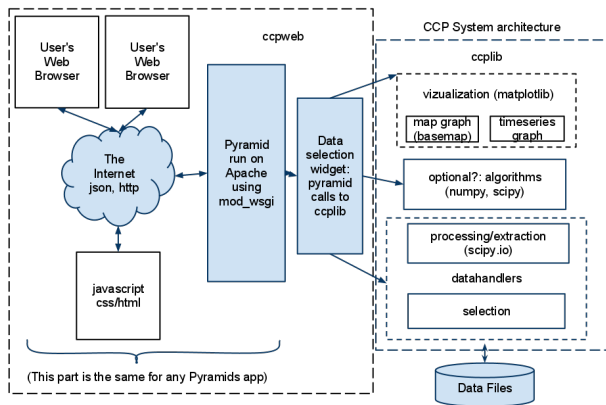 ccpweb
CCP System architecture
User's
Web
Browser
User's
Web
Browser
The
Internet
json, http
javascript
css/html
Pyramid
run on
Apache
using
mod_wsgi
Data
selection
widget:
pyramid
calls to
ccplib
ccplib
vizualization (matplotlib)
map graph
(basemap)
timeseries
graph
optional?: algorithms
(numpy, scipy)
processing/extraction
(scipy.io)
datahandlers
selection
(This part is the same for any Pyramids app)
Data Files